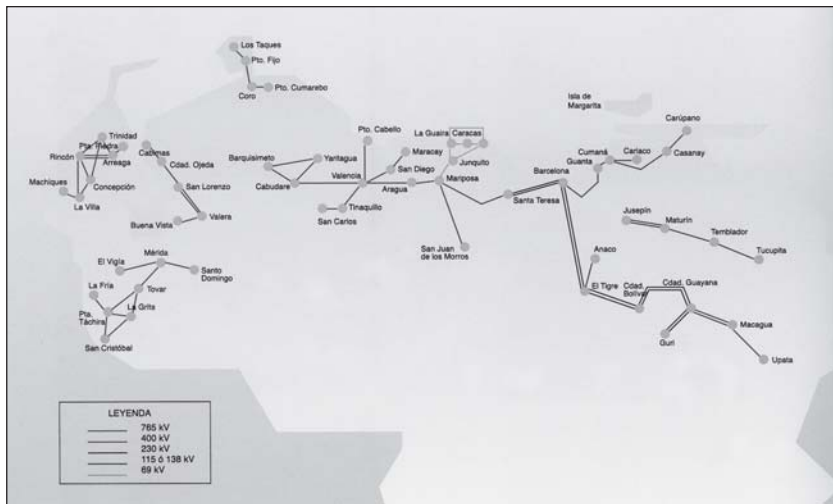 Los Taques
Pto. Fijo
Coro
Pto. Cumarebo
Isla de
Margarita
Trinidad
Pta. Piedra
Rincón
Arreaga
Machiques
Concepción
La Villa
Cabimas
Cdad. Ojeda
San Lorenzo
Buena Vista
Valera
Barquisimeto
Yaritagua
Cabudare
Pto. Cabello
Maracay
Valencia
San Diego
Aragua
Tinaquillo
San Carlos
La Guaira
Caracas
Junquito
Mariposa
San Juan
de los Morros
Santa Teresa
Barcelona
Guanta
Cumaná
Cariaco
Carúpano
Casanay
Jusepín
Maturín
Temblador
Tucupita
Anaco
El Tigre
Cdad.
Bolívar
Cdad. Guayana
Macagua
Guri
Upata
Mérida
El Vigía
Santo
Domingo
La Fría
Tovar
Pta.
Táchira
La Grita
San Cristóbal
LEYENDA
765 kV
400 kV
230 kV
115 ó 138 kV
69 kV